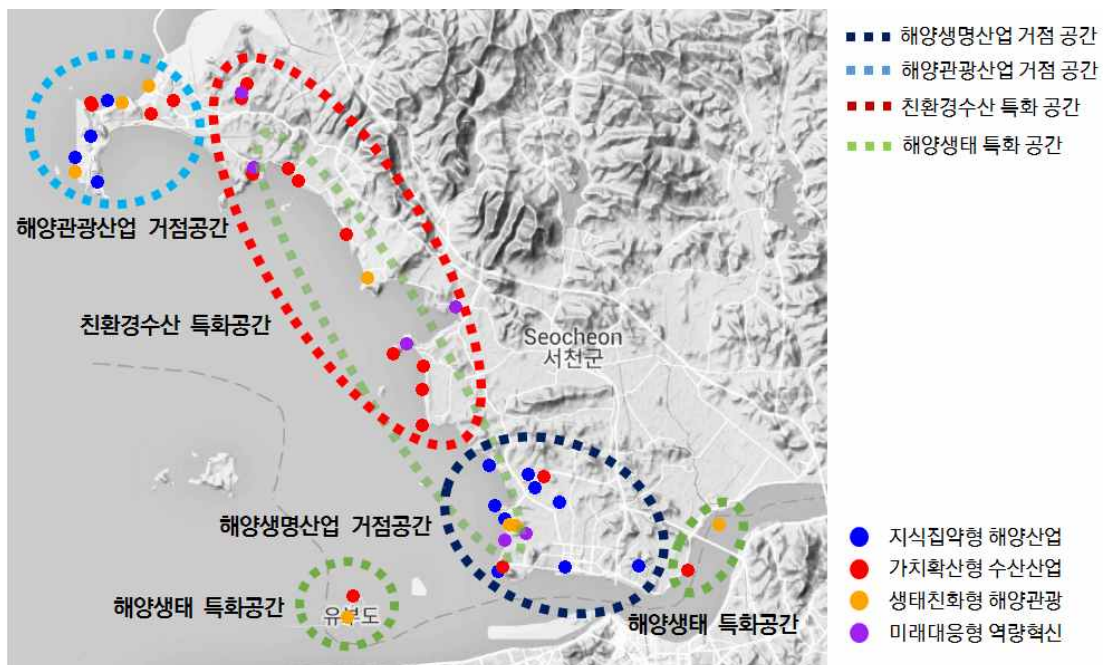 해양생명산업 거점 공간
해양관광산업 거점 공간
친환경수산 특화 공간
해양생태 특화 공간
해양관광산업 거점공간
친환경수산 특화공간
Seocheon
서천군
해양생명산업 거점공간
해양생태 특화공간
유부도
해양생태 특화공간
지식집약형 해양산업
가치확산형 수산산업
생태친화형 해양관광
미래대응형 역량혁신